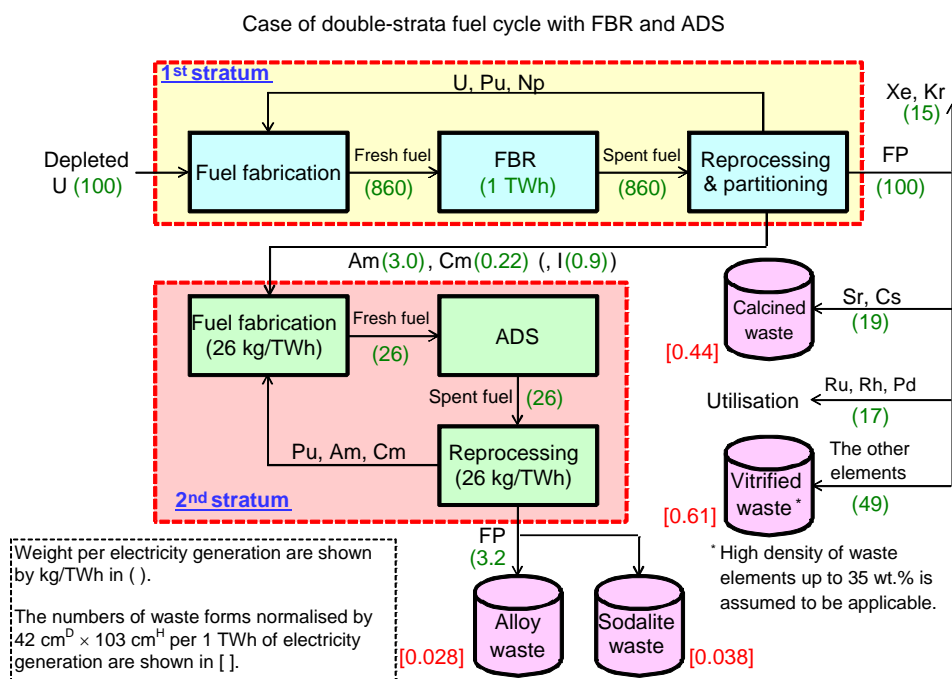 Case of double-strata fuel cycle with FBR and ADS
1st stratum
U, Pu, Np
Xe, Kr
(15)
Depleted
U (100)
Fuel fabrication
Fresh fuel
(860)
FBR
(1 TWh)
Spent fuel
(860)
Reprocessing
& partitioning
FP
(100)
Am(3.0), Cm(0.22) (, I(0.9))
Fuel fabrication
(26 kg/TWh)
Fresh fuel
(26)
ADS
Spent fuel
(26)
Pu, Am, Cm
Reprocessing
(26 kg/TWh)
2nd stratum
Calcined
waste
[0.44]
Sr, Cs
(19)
Utilisation
Ru, Rh, Pd
(17)
The other
elements
(49)
Vitrified
waste *
[0.61]
* High density of waste
elements up to 35 wt.% is
assumed to be applicable.
FP
(3.2
Alloy
waste
[0.028]
Sodalite
waste
[0.038]
Weight per electricity generation are shown
by kg/TWh in ( ).
The numbers of waste forms normalised by
42 cmD × 103 cmH per 1 TWh of electricity
generation are shown in [ ].